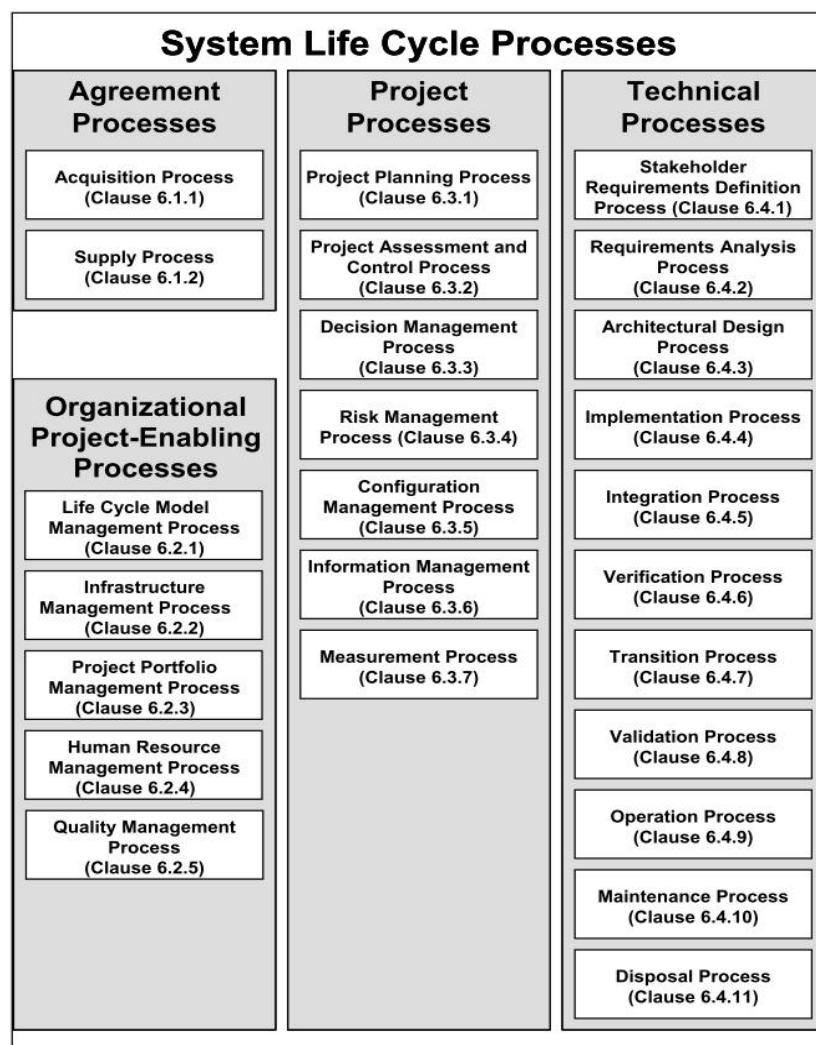 System Life Cycle Processes
Agreement
Processes
Acquisition Process
(Clause 6.1.1)
Supply Process
(Clause 6.1.2)
Organizational
Project-Enabling
Processes
Life Cycle Model
Management Process
(Clause 6.2.1)
Infrastructure
Management Process
(Clause 6.2.2)
Project Portfolio
Management Process
(Clause 6.2.3)
Human Resource
Management Process
(Clause 6.2.4)
Quality Management
Process
(Clause 6.2.5)
Project
Processes
Project Planning Process
(Clause 6.3.1)
Project Assessment and
Control Process
(Clause 6.3.2)
Decision Management
Process
(Clause 6.3.3)
Risk Management
Process (Clause 6.3.4)
Configuration
Management Process
(Clause 6.3.5)
Information Management
Process
(Clause 6.3.6)
Measurement Process
(Clause 6.3.7)
Technical
Processes
Stakeholder
Requirements Definition
Process (Clause 6.4.1)
Requirements Analysis
Process
(Clause 6.4.2)
Architectural Design
Process
(Clause 6.4.3)
Implementation Process
(Clause 6.4.4)
Integration Process
(Clause 6.4.5)
Verification Process
(Clause 6.4.6)
Transition Process
(Clause 6.4.7)
Validation Process
(Clause 6.4.8)
Operation Process
(Clause 6.4.9)
Maintenance Process
(Clause 6.4.10)
Disposal Process
(Clause 6.4.11)